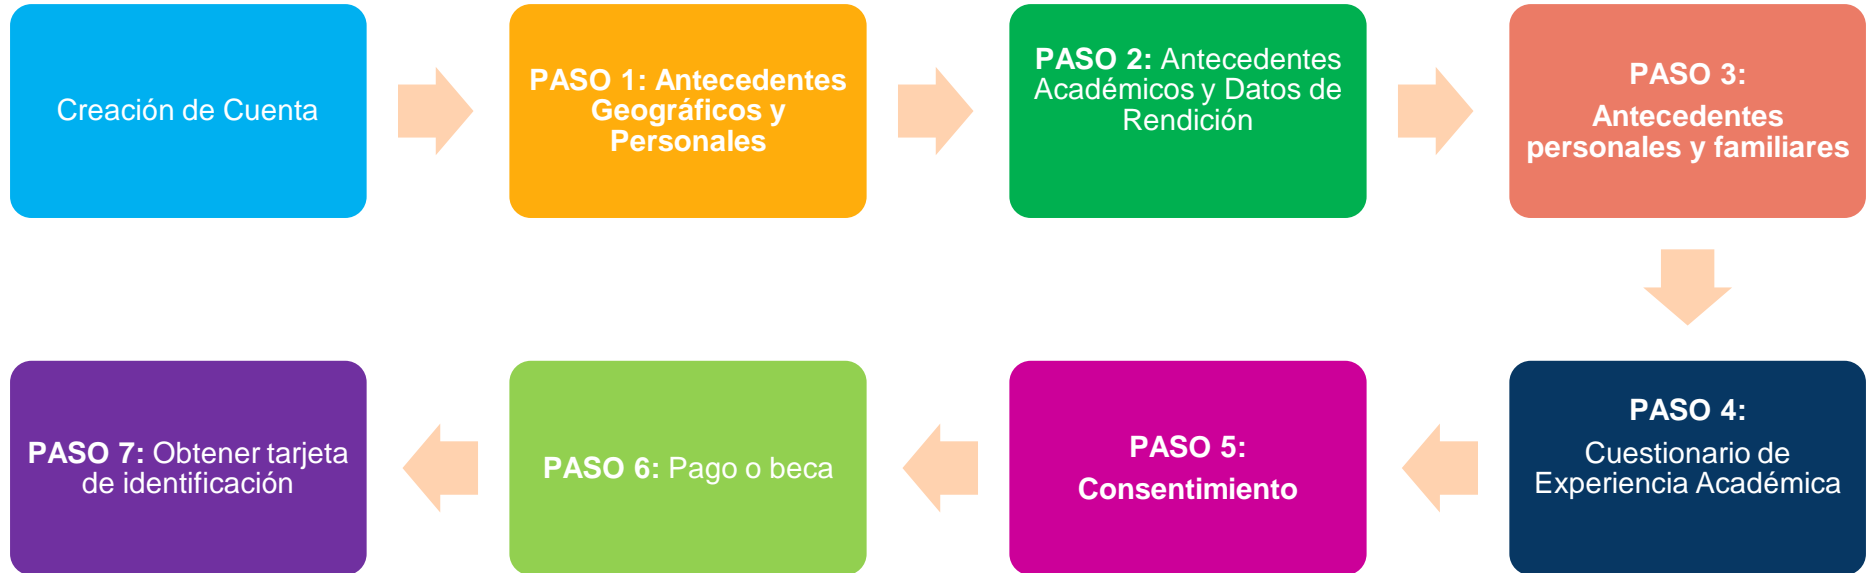 Creación de Cuenta
PASO 1: Antecedentes
Geográficos y
Personales
PASO 2: Antecedentes
Académicos y Datos de
Rendición
PASO 3:
Antecedentes
personales y familiares
PASO 4:
Cuestionario de
Experiencia Académica
PASO 5:
Consentimiento
PASO 6: Pago o beca
PASO 7: Obtener tarjeta
de identificación